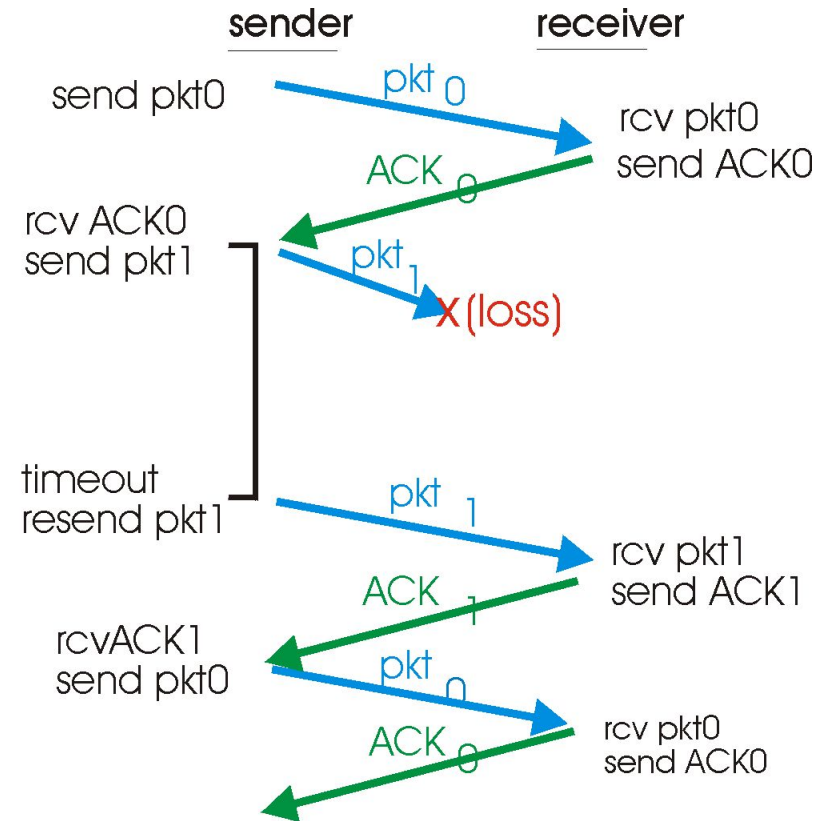 sender receiver
send pkt0
pkt 0
rcv pkt0
send ACK0
ACK 0
rcv ACK0
send pkt1
pkt 1
X (loss)
timeout
resend pkt1
pkt 1
rcv pkt1
send ACK1
ACK 1
rcvACK1
send pkt0
pkt 0
rcv pkt0
send ACK0
ACK 0